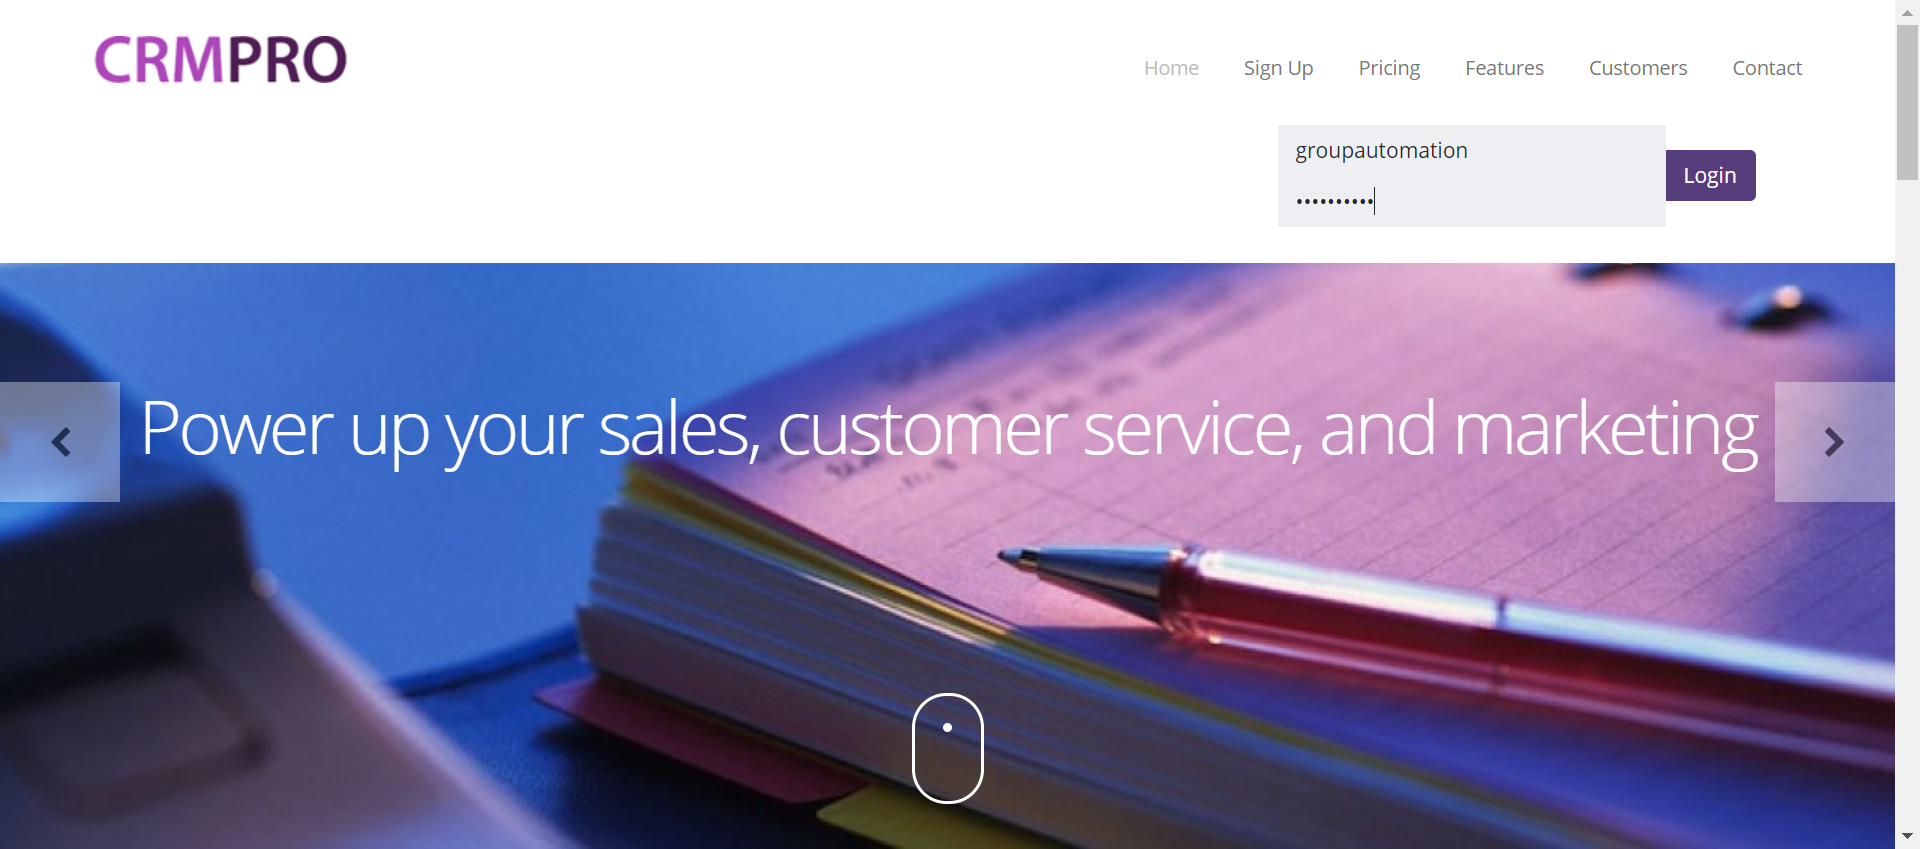 CRMPRO
Home Sign Up Pricing Features Customers Contact
groupautomation
••••••••••
Login
Power up your sales, customer service, and marketing